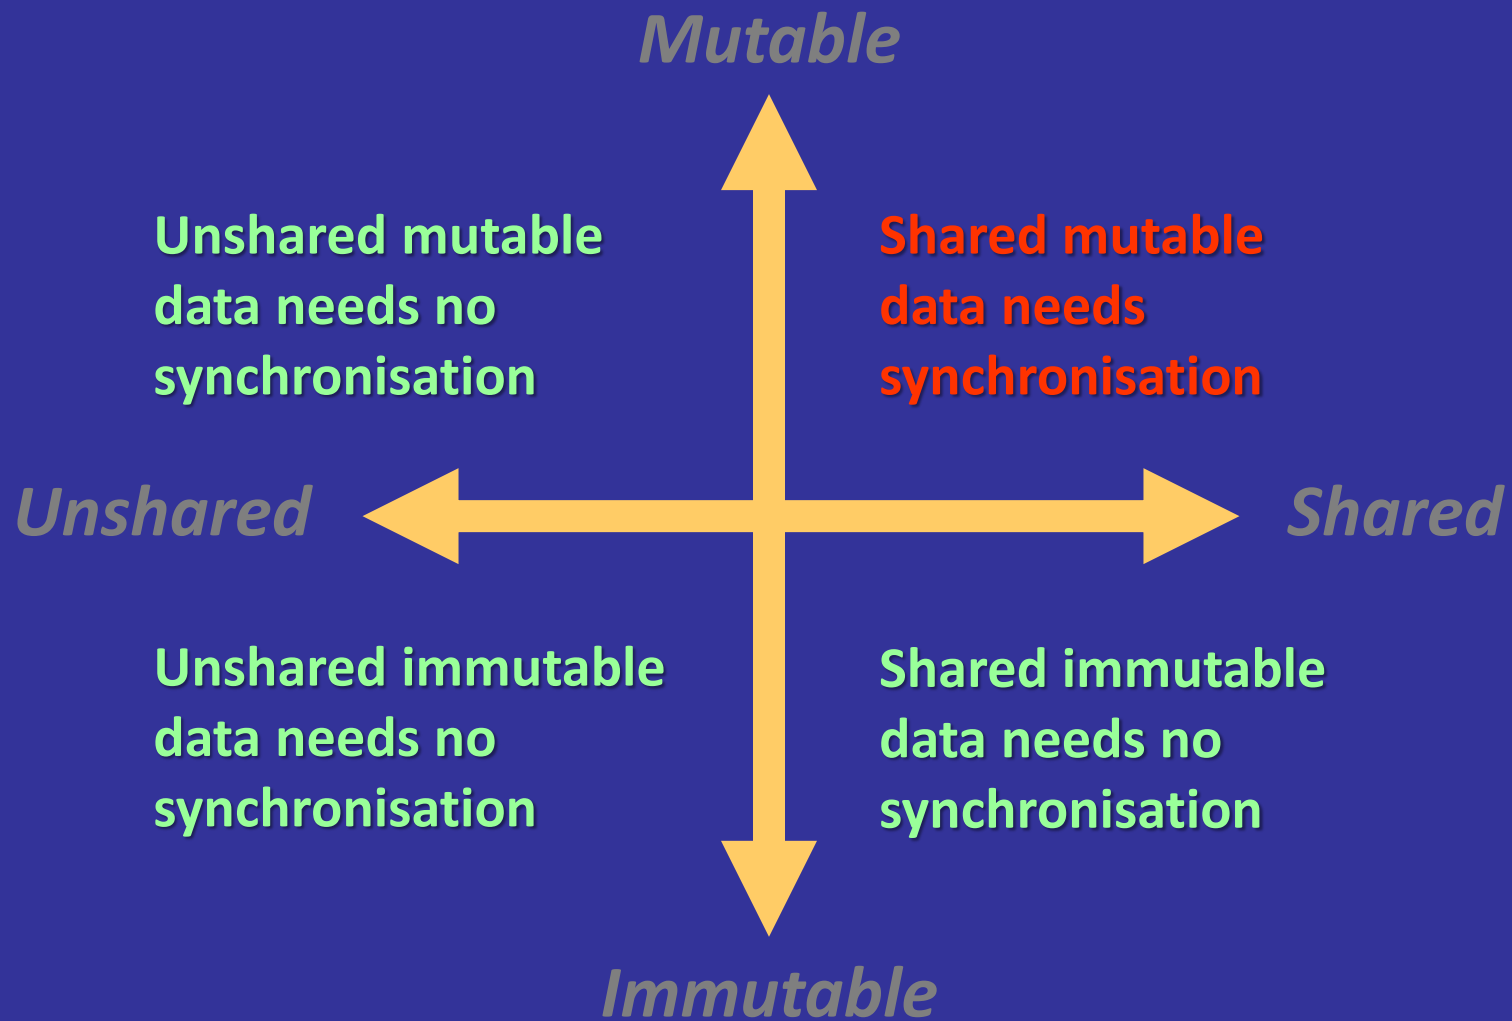 Mutable
Unshared mutable
data needs no
synchronisation
Shared mutable
data needs
synchronisation
Unshared
Shared
Unshared immutable
data needs no
synchronisation
Shared immutable
data needs no
synchronisation
Immutable